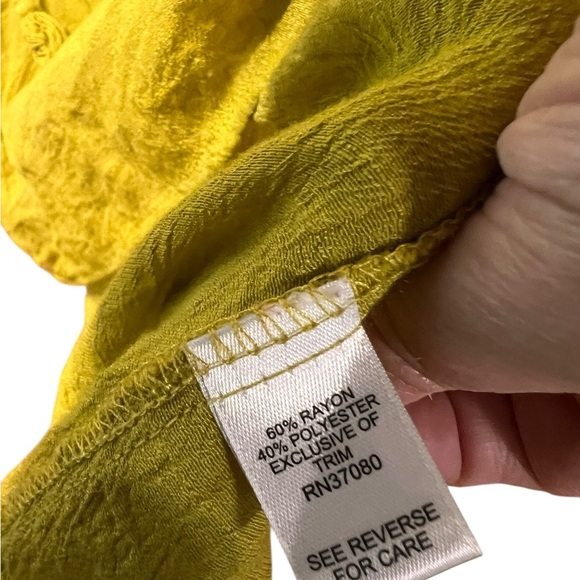 60% RAYON
40% POLYESTER
EXCLUSIVE OF
TRIM
RN37080
SEE REVERSE
FOR CARE